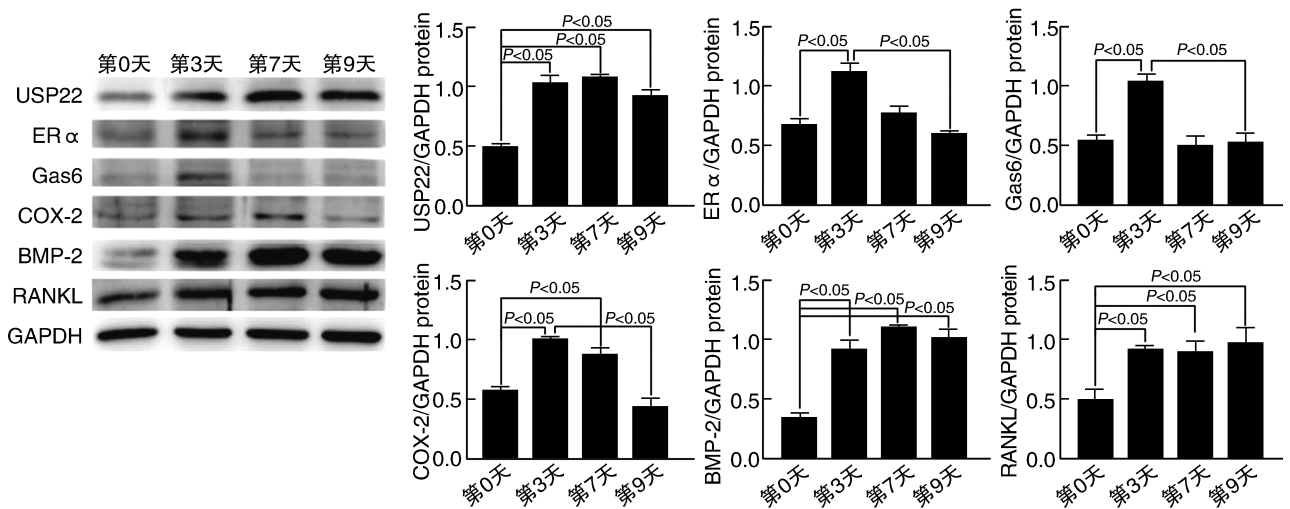 第0天 第3天 第7天 第9天
USP22
ERα
Gas6
COX-2
BMP-2
RANKL
GAPDH
USP22/GAPDH protein
1.5
1.0
0.5
0.0
P<0.05
P<0.05
P<0.05
第0天 第3天 第7天 第9天
ERα/GAPDH protein
1.5
1.0
0.5
0.0
P<0.05 P<0.05
第0天 第3天 第7天 第9天
Gas6/GAPDH protein
1.5
1.0
0.5
0.0
P<0.05 P<0.05
第0天 第3天 第7天 第9天
COX-2/GAPDH protein
1.5
1.0
0.5
0.0
P<0.05
P<0.05 P<0.05
第0天 第3天 第7天 第9天
BMP-2/GAPDH protein
1.5
1.0
0.5
0.0
P<0.05
P<0.05
P<0.05
第0天 第3天 第7天 第9天
RANKL/GAPDH protein
1.5
1.0
0.5
0.0
P<0.05
P<0.05
P<0.05
第0天 第3天 第7天 第9天